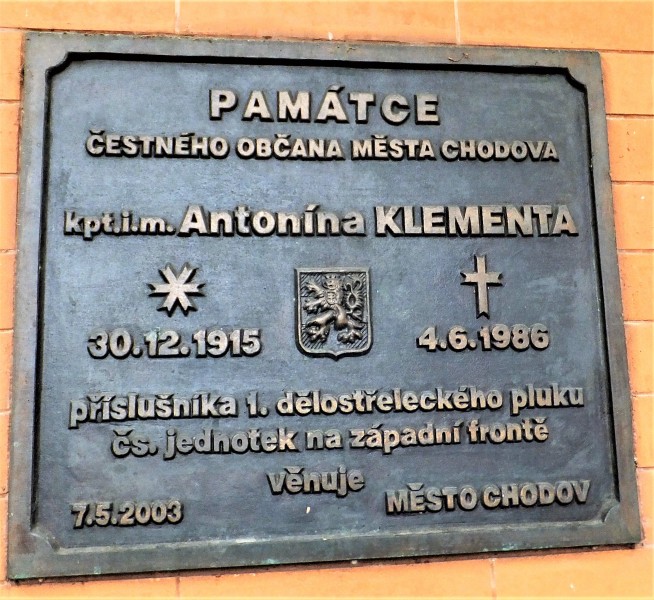 PAMÁTCE
ČESTNÉHO OBČANA MĚSTA CHODOVA
kpt.i.m. Antonína KLEMENTA
30.12.1915 4.6.1986
příslušníka 1. dělostřeleckého pluku
čs. jednotek na západní frontě
věnuje
7.5.2003 MĚSTO CHODOV